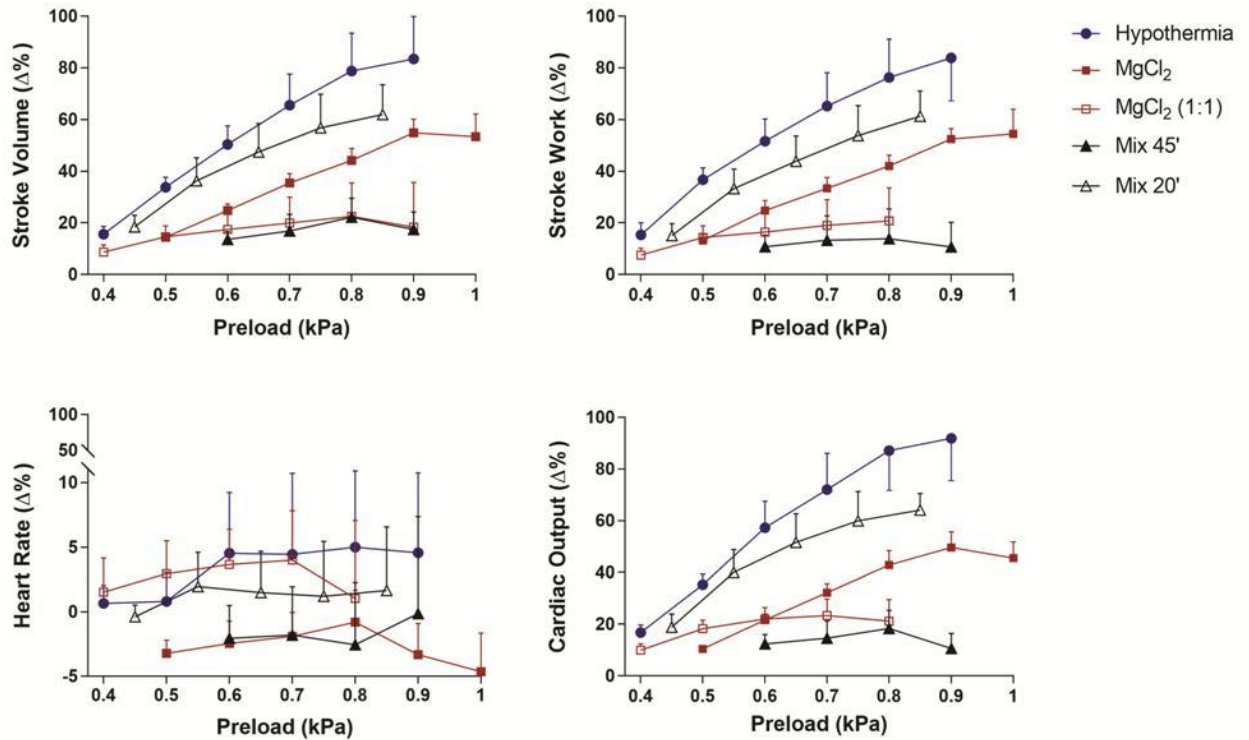 Stroke Volume (Δ%)
100
80
60
40
20
0
0.4 0.5 0.6 0.7 0.8 0.9 1
Preload (kPa)
Stroke Work (Δ%)
100
80
60
40
20
0
0.4 0.5 0.6 0.7 0.8 0.9 1
Preload (kPa)
Hypothermia
MgCl₂
MgCl₂ (1:1)
Mix 45'
Mix 20'
Heart Rate (Δ%)
100
50
10
5
0
-5
0.4 0.5 0.6 0.7 0.8 0.9 1
Preload (kPa)
Cardiac Output (Δ%)
100
80
60
40
20
0
0.4 0.5 0.6 0.7 0.8 0.9 1
Preload (kPa)